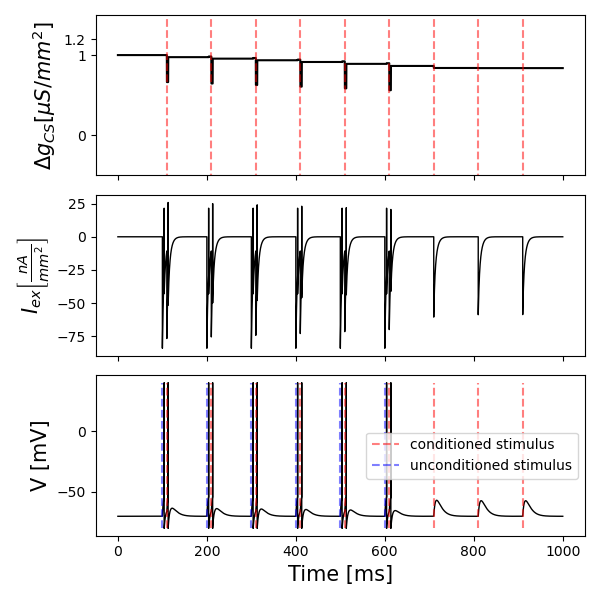 Δg_CS[μS/mm²]
1.2
1
0
I_ex[nA/mm²]
25
0
−25
−50
−75
V [mV]
0
−50
conditioned stimulus
unconditioned stimulus
0 200 400 600 800 1000
Time [ms]